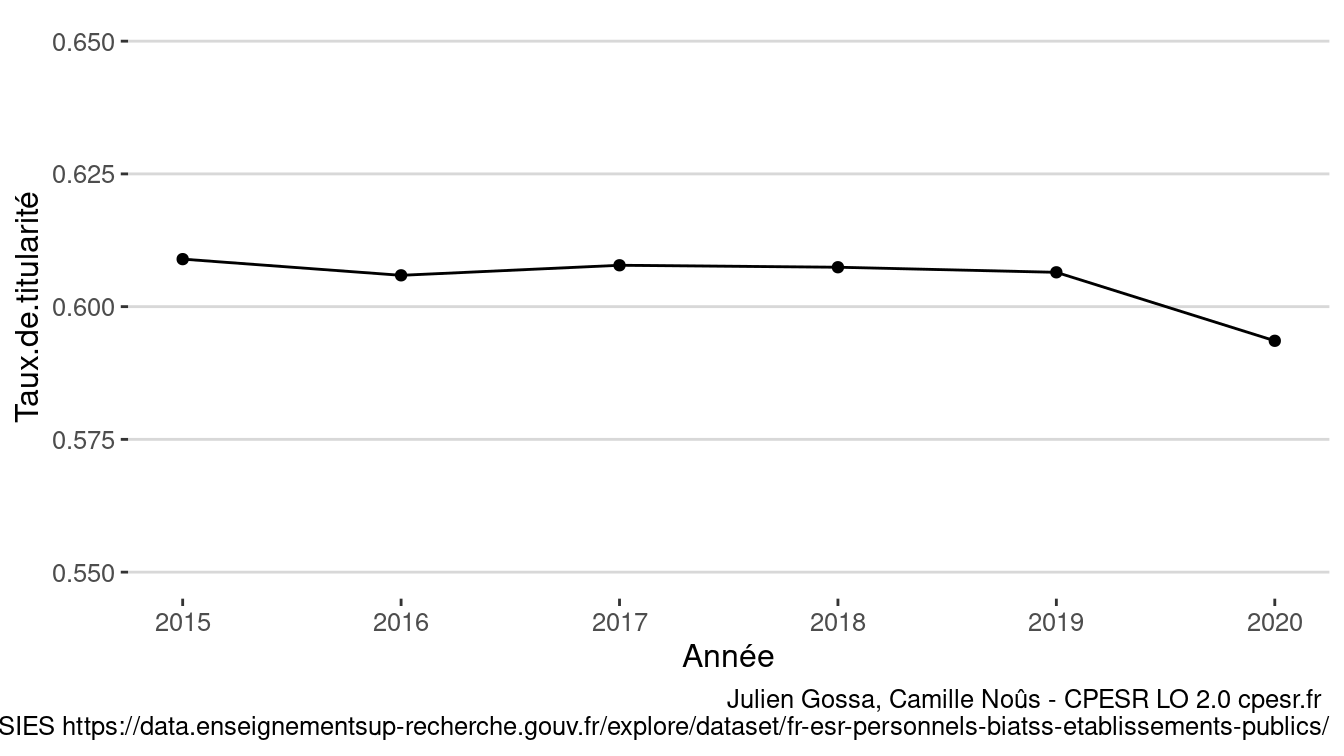 0.650
0.625
0.600
0.575
0.550
Taux.de.titularité
2015 2016 2017 2018 2019 2020
Année
Julien Gossa, Camille Noûs - CPESR LO 2.0 cpesr.fr
SIES https://data.enseignementsup-recherche.gouv.fr/explore/dataset/fr-esr-personnels-biatss-etablissements-publics/